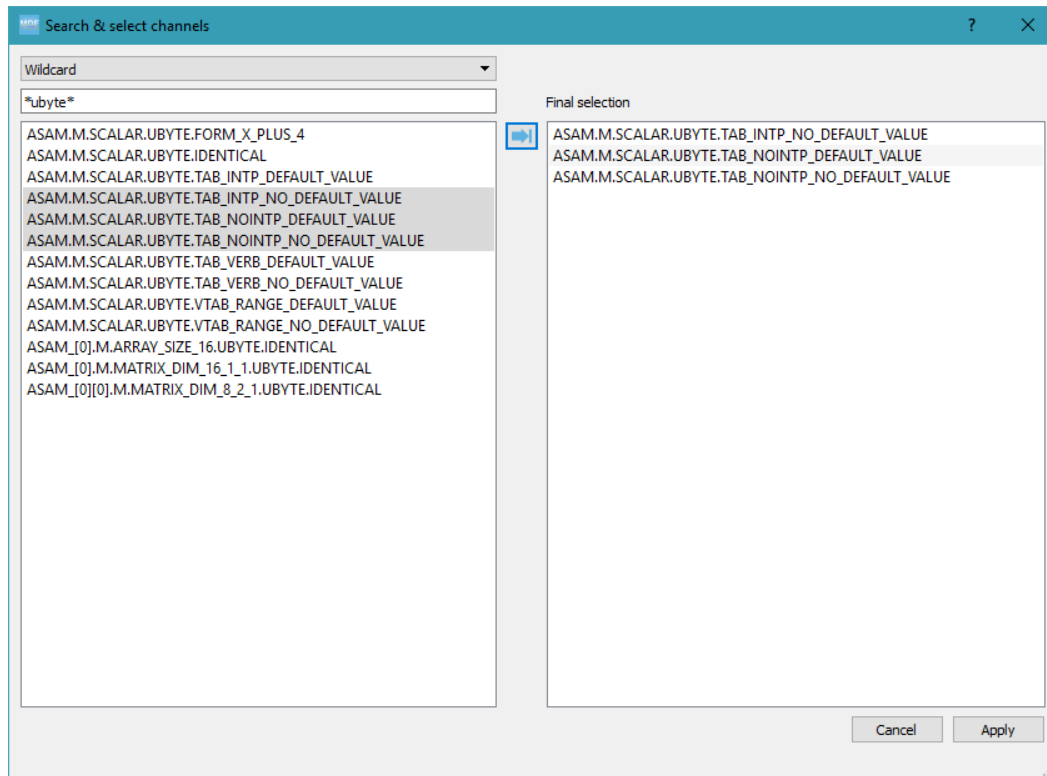 MDF Search & select channels
Wildcard
*ubyte*
Final selection
ASAM.M.SCALAR.UBYTE.FORM_X_PLUS_4
ASAM.M.SCALAR.UBYTE.IDENTICAL
ASAM.M.SCALAR.UBYTE.TAB_INTP_DEFAULT_VALUE
ASAM.M.SCALAR.UBYTE.TAB_INTP_NO_DEFAULT_VALUE
ASAM.M.SCALAR.UBYTE.TAB_NOINTP_DEFAULT_VALUE
ASAM.M.SCALAR.UBYTE.TAB_NOINTP_NO_DEFAULT_VALUE
ASAM.M.SCALAR.UBYTE.TAB_VERB_DEFAULT_VALUE
ASAM.M.SCALAR.UBYTE.TAB_VERB_NO_DEFAULT_VALUE
ASAM.M.SCALAR.UBYTE.VTAB_RANGE_DEFAULT_VALUE
ASAM.M.SCALAR.UBYTE.VTAB_RANGE_NO_DEFAULT_VALUE
ASAM_[0].M.ARRAY_SIZE_16.UBYTE.IDENTICAL
ASAM_[0].M.MATRIX_DIM_16_1_1.UBYTE.IDENTICAL
ASAM_[0][0].M.MATRIX_DIM_8_2_1.UBYTE.IDENTICAL
ASAM.M.SCALAR.UBYTE.TAB_INTP_NO_DEFAULT_VALUE
ASAM.M.SCALAR.UBYTE.TAB_NOINTP_DEFAULT_VALUE
ASAM.M.SCALAR.UBYTE.TAB_NOINTP_NO_DEFAULT_VALUE
Cancel
Apply